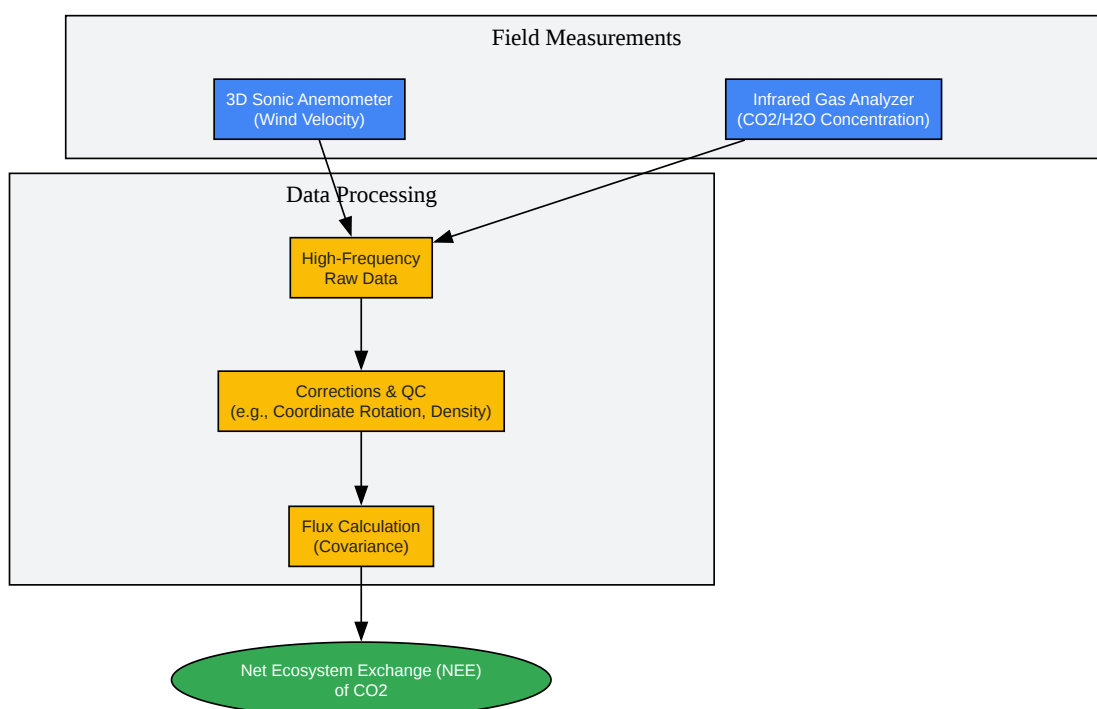 Field Measurements
3D Sonic Anemometer
(Wind Velocity)
Infrared Gas Analyzer
(CO2/H2O Concentration)
Data Processing
High-Frequency
Raw Data
Corrections & QC
(e.g., Coordinate Rotation, Density)
Flux Calculation
(Covariance)
Net Ecosystem Exchange (NEE)
of CO2